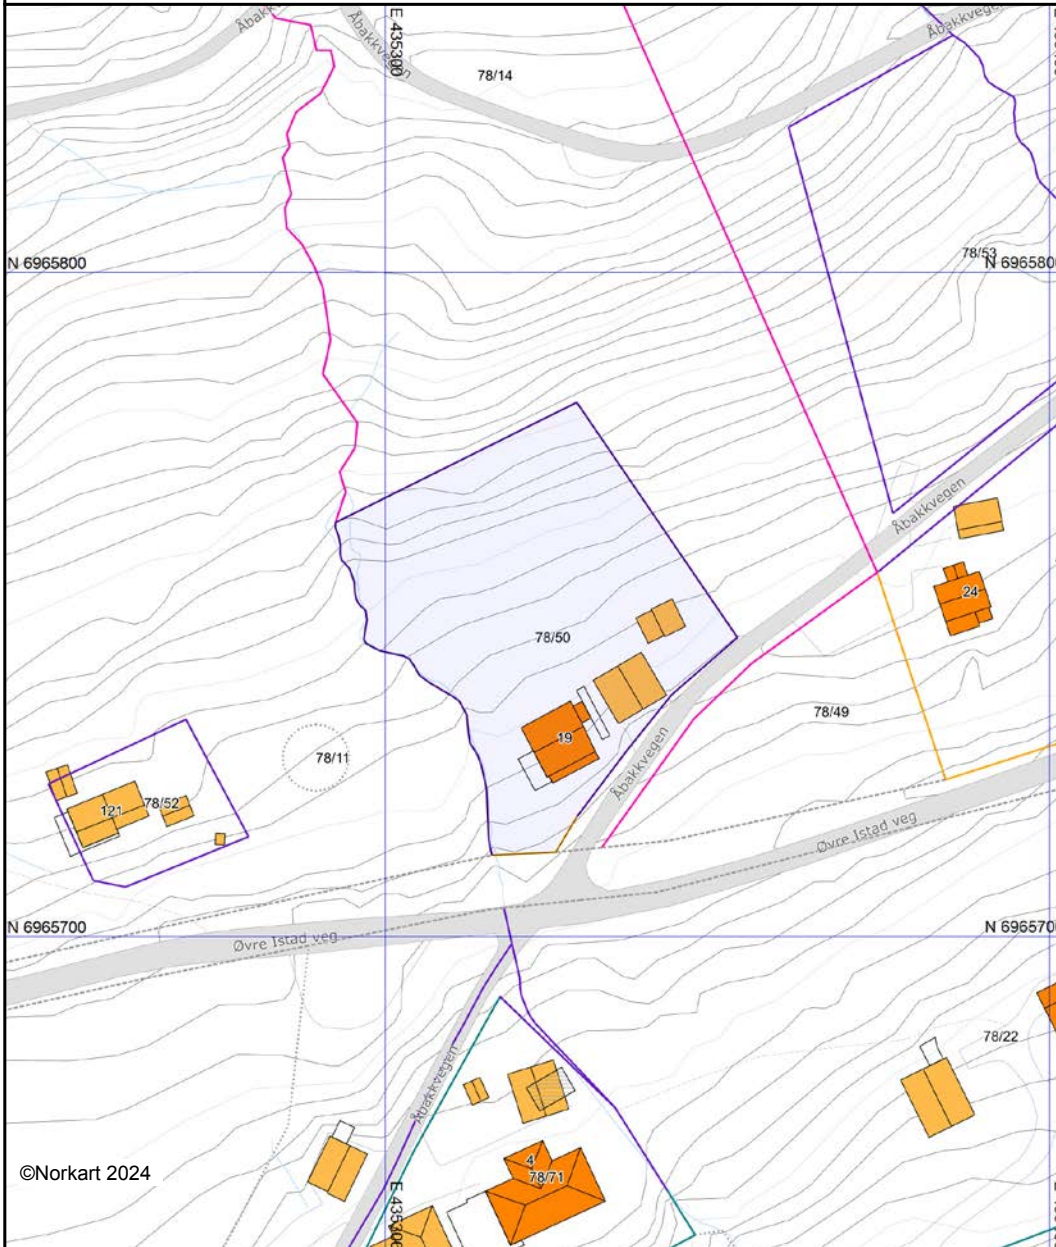 Åbakkvegen
Åbakkvegen
E 435300
78/14
Åbakkvegen
N 6965800
78/53
N 6965800
Åbakkvegen
24
78/50
78/49
19
Åbakkvegen
78/11
121
78/52
Øvre Istad veg
N 6965700
Øvre Istad veg
N 6965700
78/22
Åbakkvegen
4
78/71
©Norkart 2024
E 435300